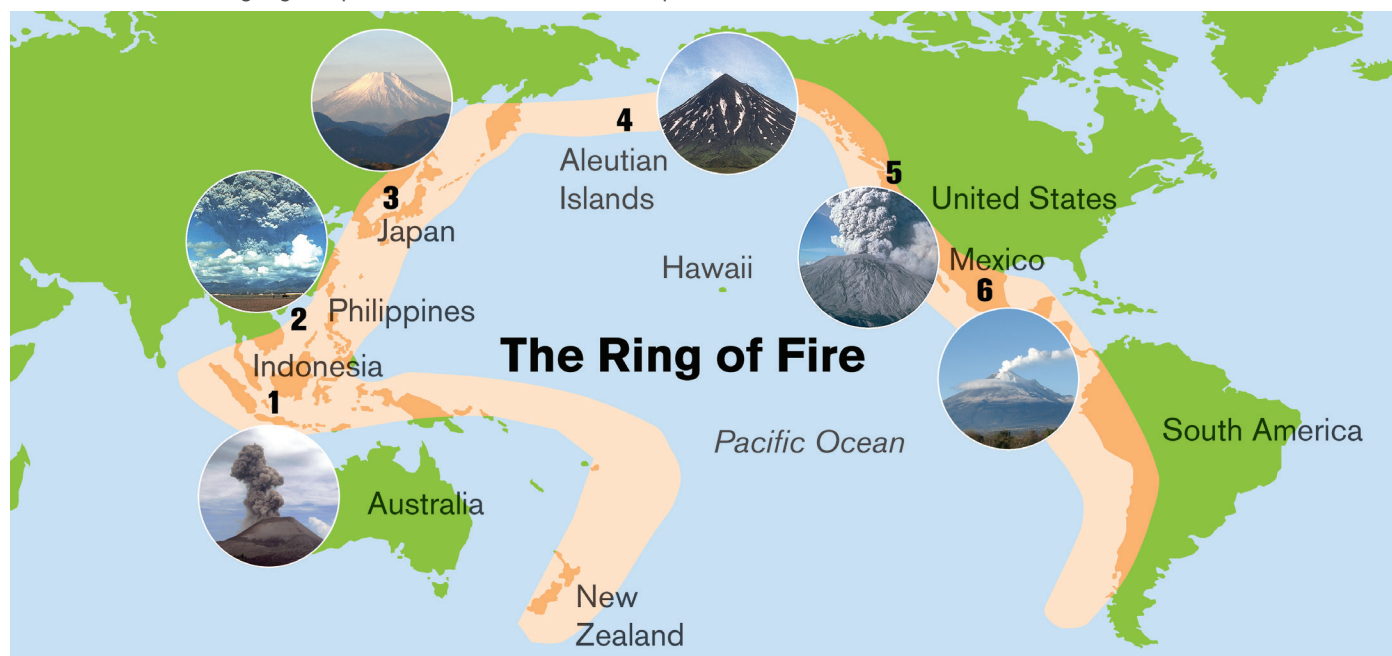 4
Aleutian
Islands
5
United States
3
Japan
Hawaii
Mexico
6
2
Philippines
The Ring of Fire
Indonesia
1
Pacific Ocean
South America
Australia
New
Zealand